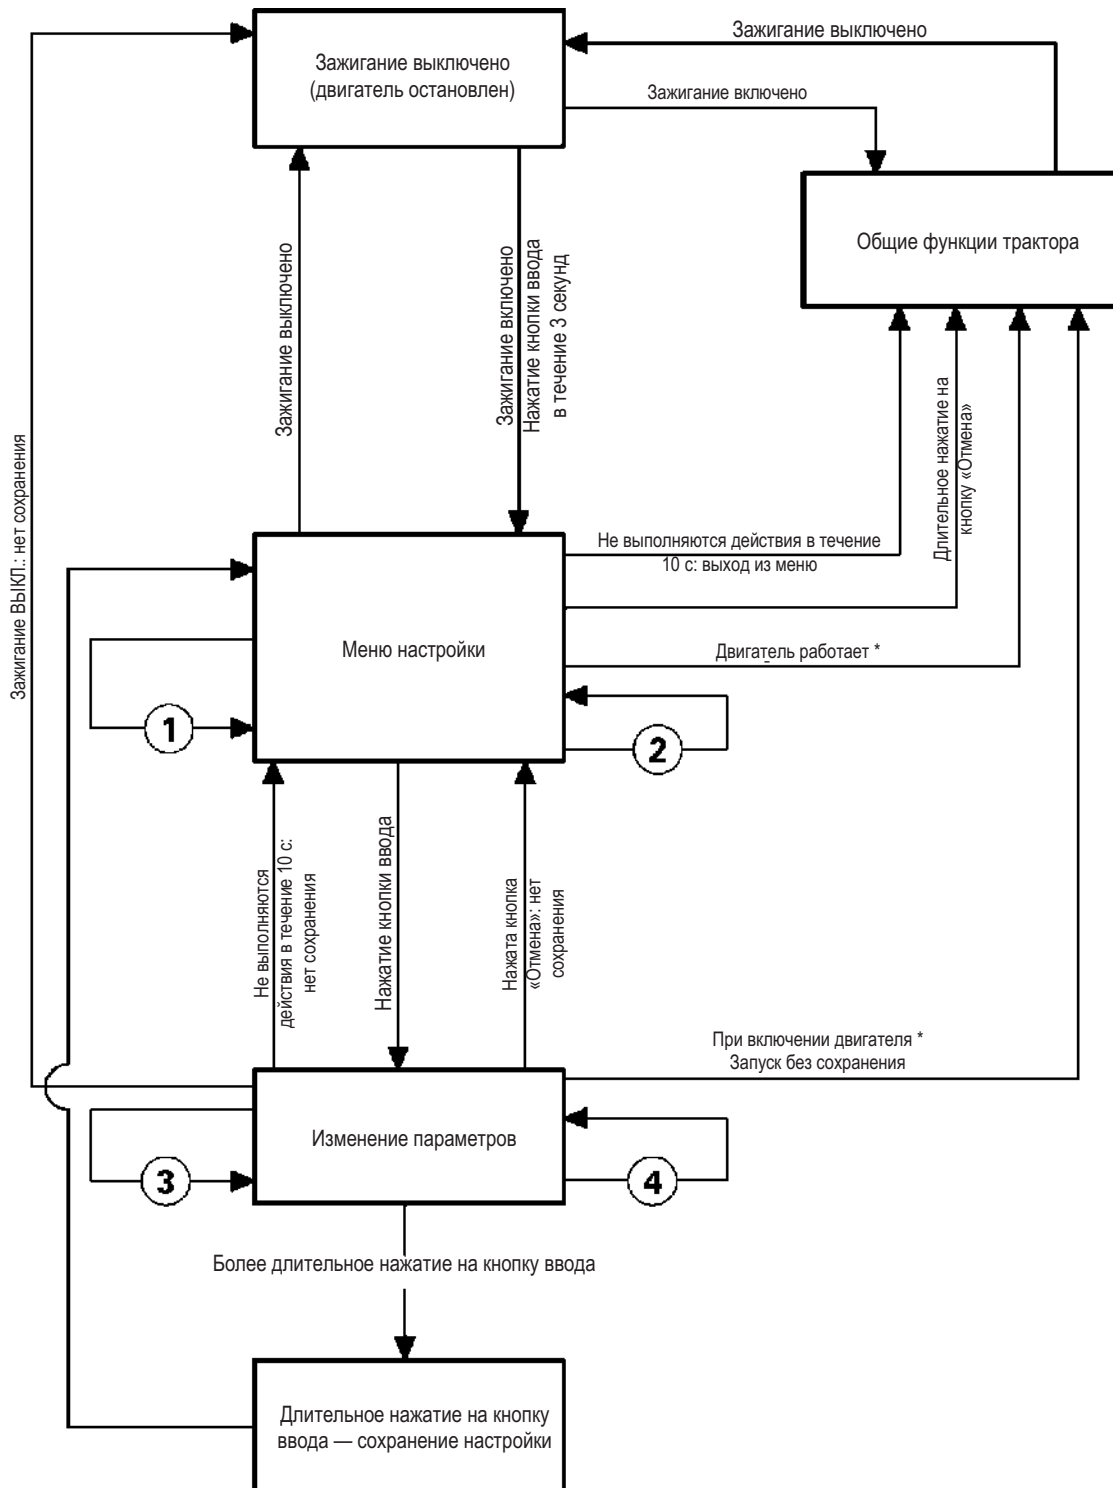 Зажигание выключено
Зажигание выключено
(двигатель остановлен)
Зажигание включено
Общие функции трактора
Зажигание выключено
Зажигание включено
Нажатие кнопки ввода
в течение 3 секунд
Длительное нажатие на
кнопку «Отмена»
Зажигание ВЫКЛ.: нет сохранения
Не выполняются действия в течение
10 с: выход из меню
Меню настройки
Двигатель работает *
1
2
Не выполняются
действия в течение 10 с:
нет сохранения
Нажатие кнопки ввода
Нажата кнопка
«Отмена»: нет
сохранения
При включении двигателя *
Запуск без сохранения
Изменение параметров
3
4
Более длительное нажатие на кнопку ввода
Длительное нажатие на кнопку
ввода — сохранение настройки